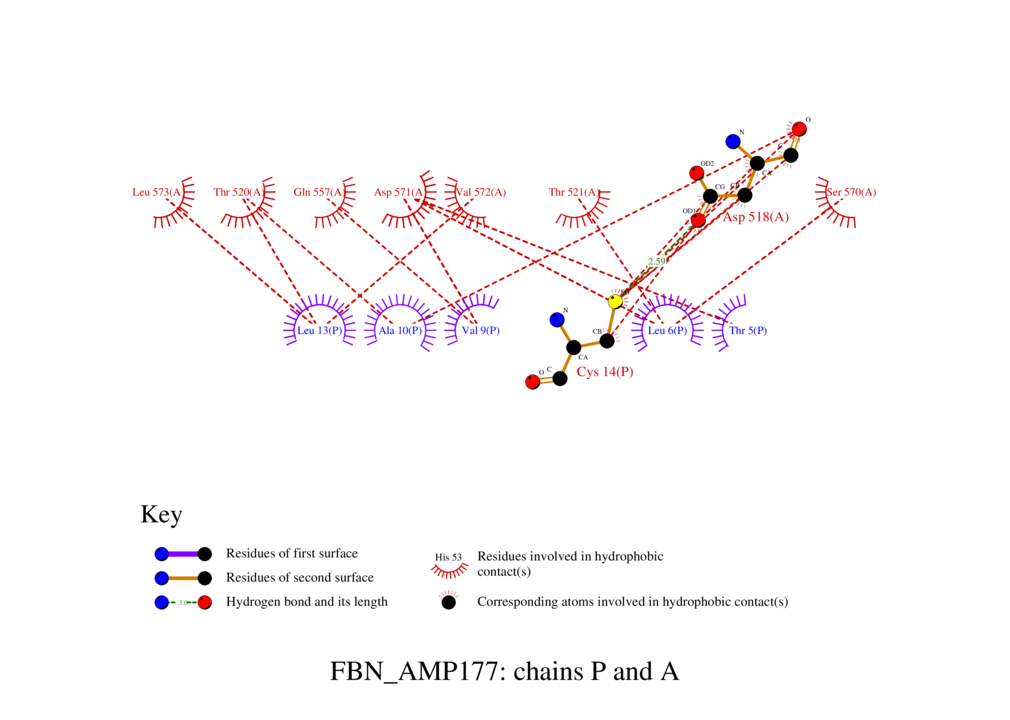 O
N
C
CA
OD2
CG
OD1
Asp 518(A)
Leu 573(A)
Thr 520(A)
Gln 557(A)
Asp 571(A)
Val 572(A)
Thr 521(A)
Ser 570(A)
2.59
N
CB
CA
C
O
Cys 14(P)
Leu 13(P)
Ala 10(P)
Val 9(P)
Leu 6(P)
Thr 5(P)
Key
Residues of first surface
Residues of second surface
3.0
Hydrogen bond and its length
His 53
Residues involved in hydrophobic
contact(s)
Corresponding atoms involved in hydrophobic contact(s)
FBN_AMP177: chains P and A